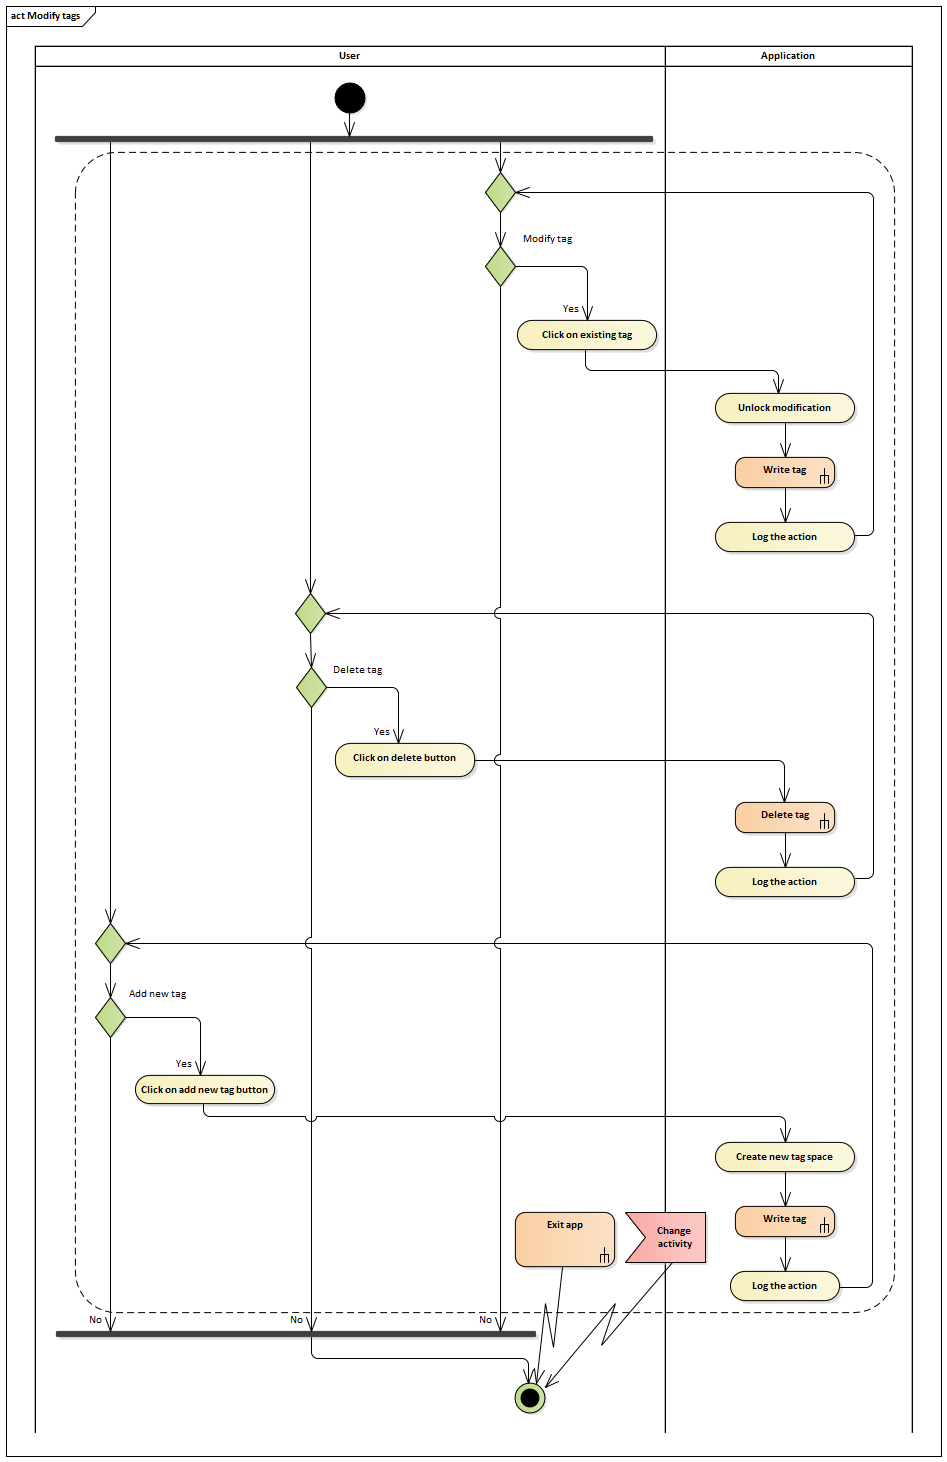 act Modify tags
User
Application
Modify tag
Yes
Click on existing tag
Unlock modification
Write tag
Log the action
Delete tag
Yes
Click on delete button
Delete tag
Log the action
Add new tag
Yes
Click on add new tag button
Create new tag space
Write tag
Exit app
Change
activity
Log the action
No
No
No